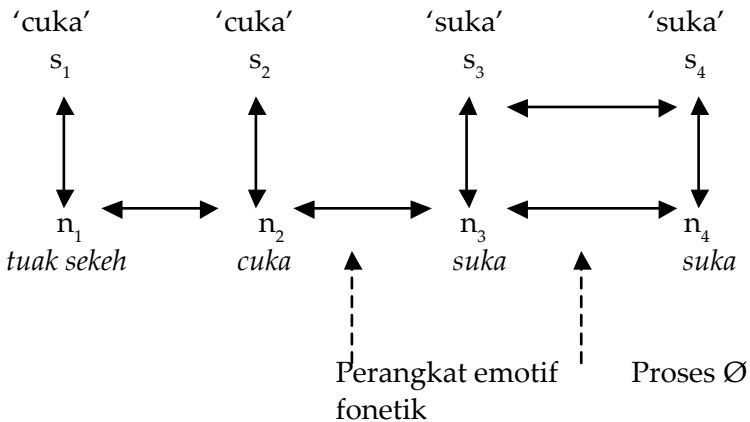 ‘cuka’ ‘cuka’ ‘suka’ ‘suka’
s₁ s₂ s₃ s₄
n₁ n₂ n₃ n₄
tuak sekeh cuka suka suka
Perangkat emotif Proses Ø
fonetik